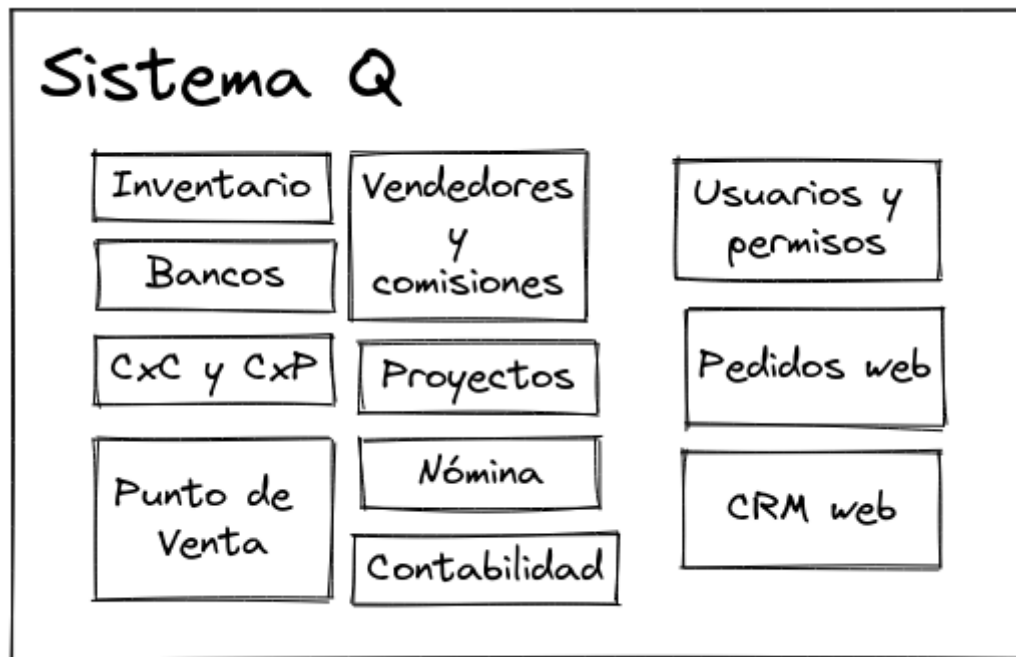 Sistema Q
Inventario
Bancos
CxC y CxP
Punto de
Venta
Vendedores
y
comisiones
Proyectos
Nómina
Contabilidad
Usuarios y
permisos
Pedidos web
CRM web